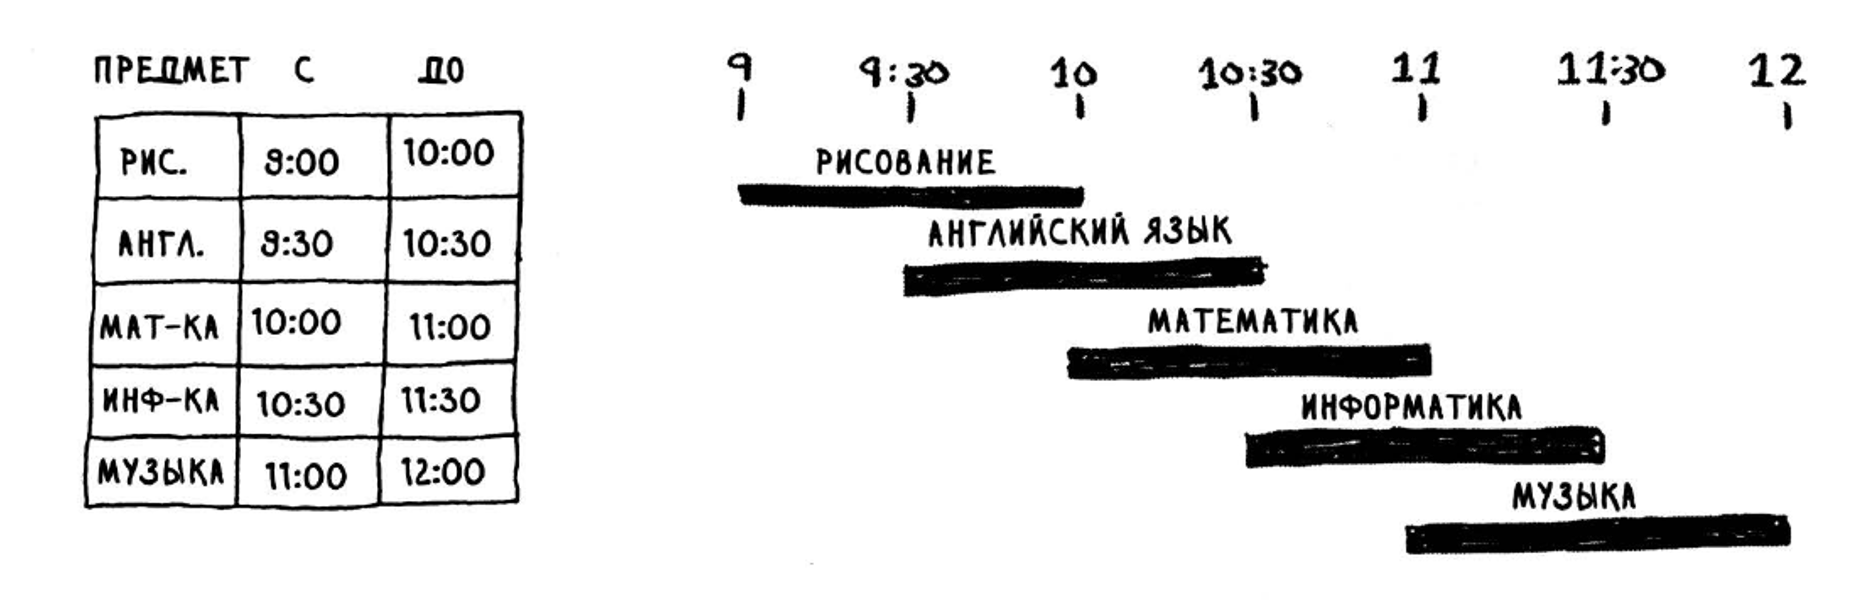 ПРЕДМЕТ С ДО
РИС. 9:00 10:00
АНГЛ. 9:30 10:30
МАТ-КА 10:00 11:00
ИНФ-КА 10:30 11:30
МУЗЫКА 11:00 12:00
9 9:30 10 10:30 11 11:30 12
РИСОВАНИЕ
АНГЛИЙСКИЙ ЯЗЫК
МАТЕМАТИКА
ИНФОРМАТИКА
МУЗЫКА